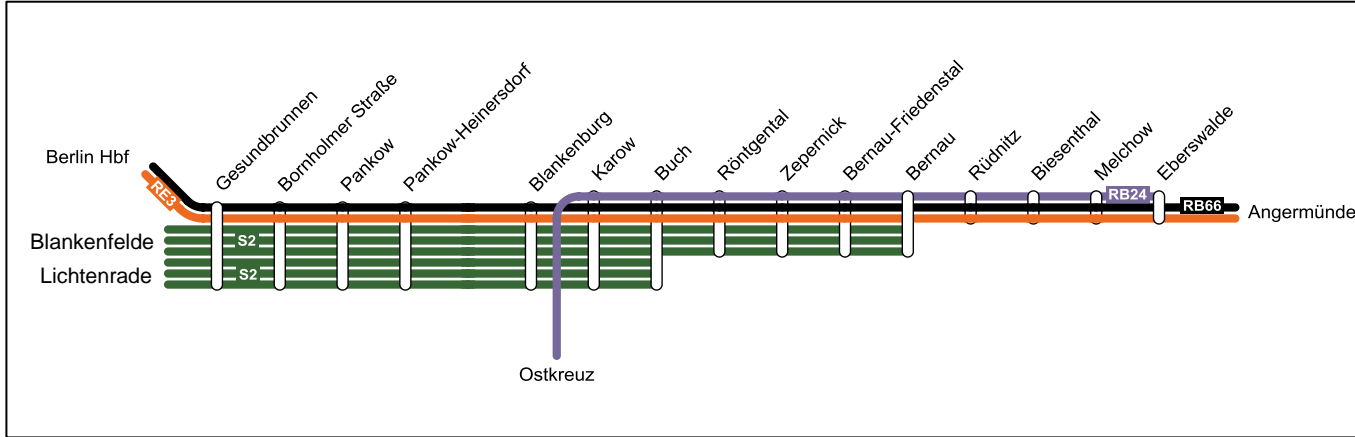 Berlin Hbf
RE3
Blankenfelde
Lichtenrade
S2
S2
Gesundbrunnen
Bornholmer Straße
Pankow
Pankow-Heinersdorf
Blankenburg
Karow
Buch
Röntgental
Zepernick
Bernau-Friedenstal
Bernau
Rüdnitz
Biesenthal
Melchow
Eberswalde
RB24
RB66
Angermünde
Ostkreuz